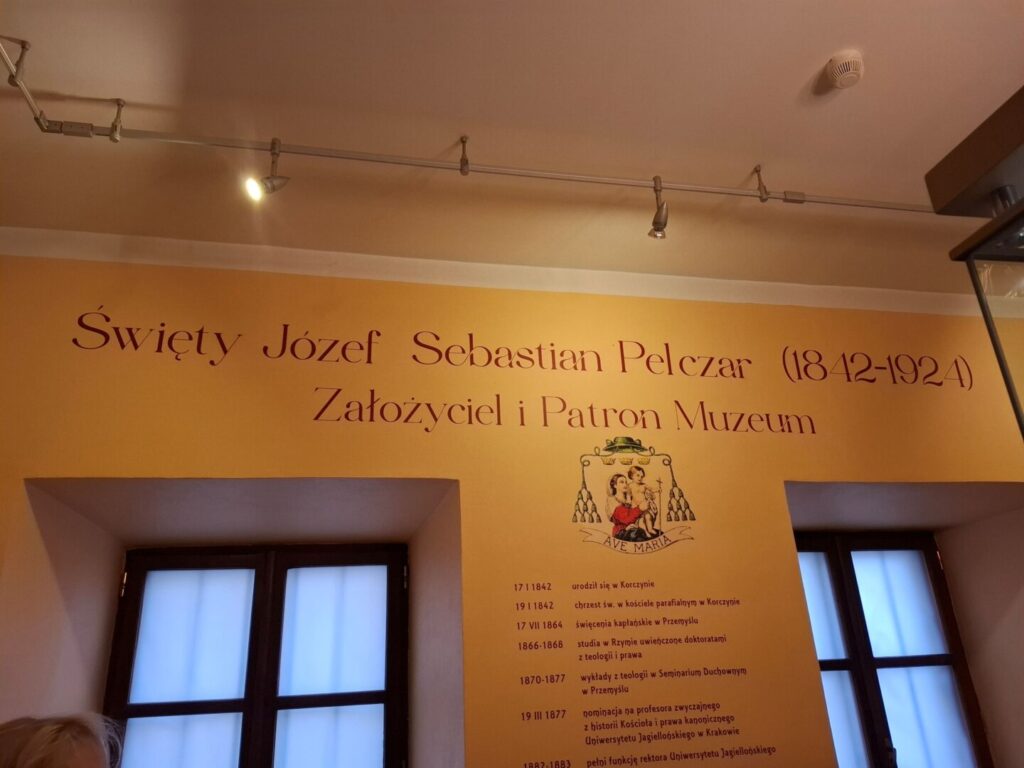 Święty Józef Sebastian Pelczar (1842-1924)
Założyciel i Patron Muzeum
AVE MARIA
17 I 1842 urodził się w Korczynie
19 I 1842 chrzest św. w kościele parafialnym w Korczynie
17 VII 1864 święcenia kapłańskie w Przemyślu
1866-1868 studia w Rzymie uwieńczone doktoratami
z teologii i prawa
1870-1877 wykłady z teologii w Seminarium Duchownym
w Przemyślu
19 III 1877 nominacja na profesora zwyczajnego
z historii Kościoła i prawa kanonicznego
Uniwersytetu Jagiellońskiego w Krakowie
1882-1883 pełni funkcję rektora Uniwersytetu Jagiellońskiego